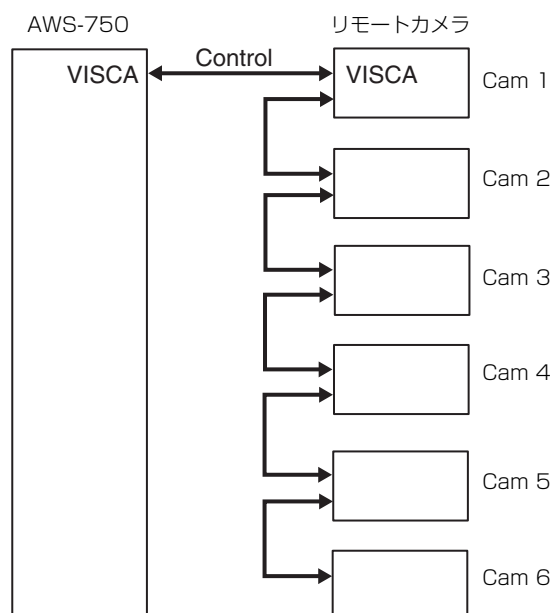 AWS-750
リモートカメラ
Control
VISCA
VISCA
Cam 1
Cam 2
Cam 3
Cam 4
Cam 5
Cam 6